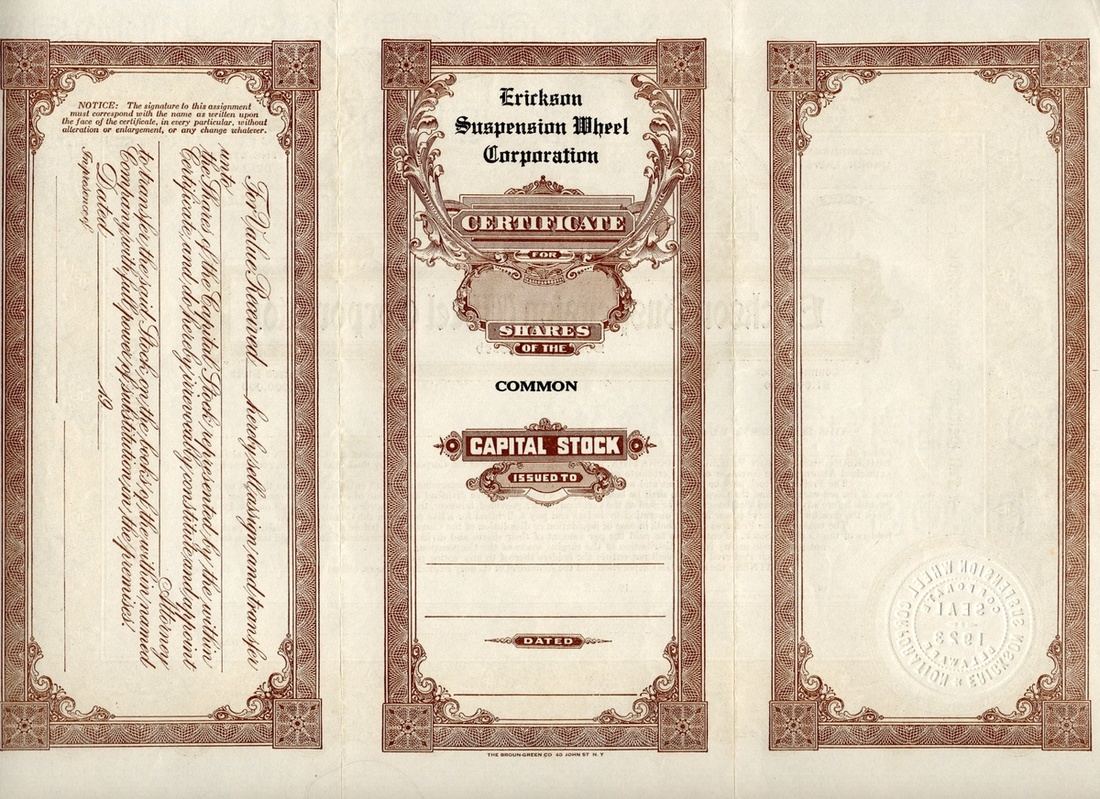 NOTICE: The signature to this assignment
must correspond with the name as written upon
the face of the certificate, in every particular, without
alteration or enlargement, or any change whatever.
For Value Received hereby sell, assign and transfer
unto
the Shares of the Capital Stock represented by the within
Certificate, and do hereby irrevocably constitute and appoint
Attorney
to transfer the said Stock on the books of the within named
Company with full power of substitution in the premises.
Dated 19
In presence of
Erickson
Suspension Wheel
Corporation
CERTIFICATE
FOR
SHARES
OF THE
COMMON
CAPITAL STOCK
ISSUED TO
DATED
THE BROUN-GREEN CO 40 JOHN ST N.Y
ERICKSON SUSPENSION WHEEL CORPORATION
CORPORATE
SEAL
1923
DELAWARE